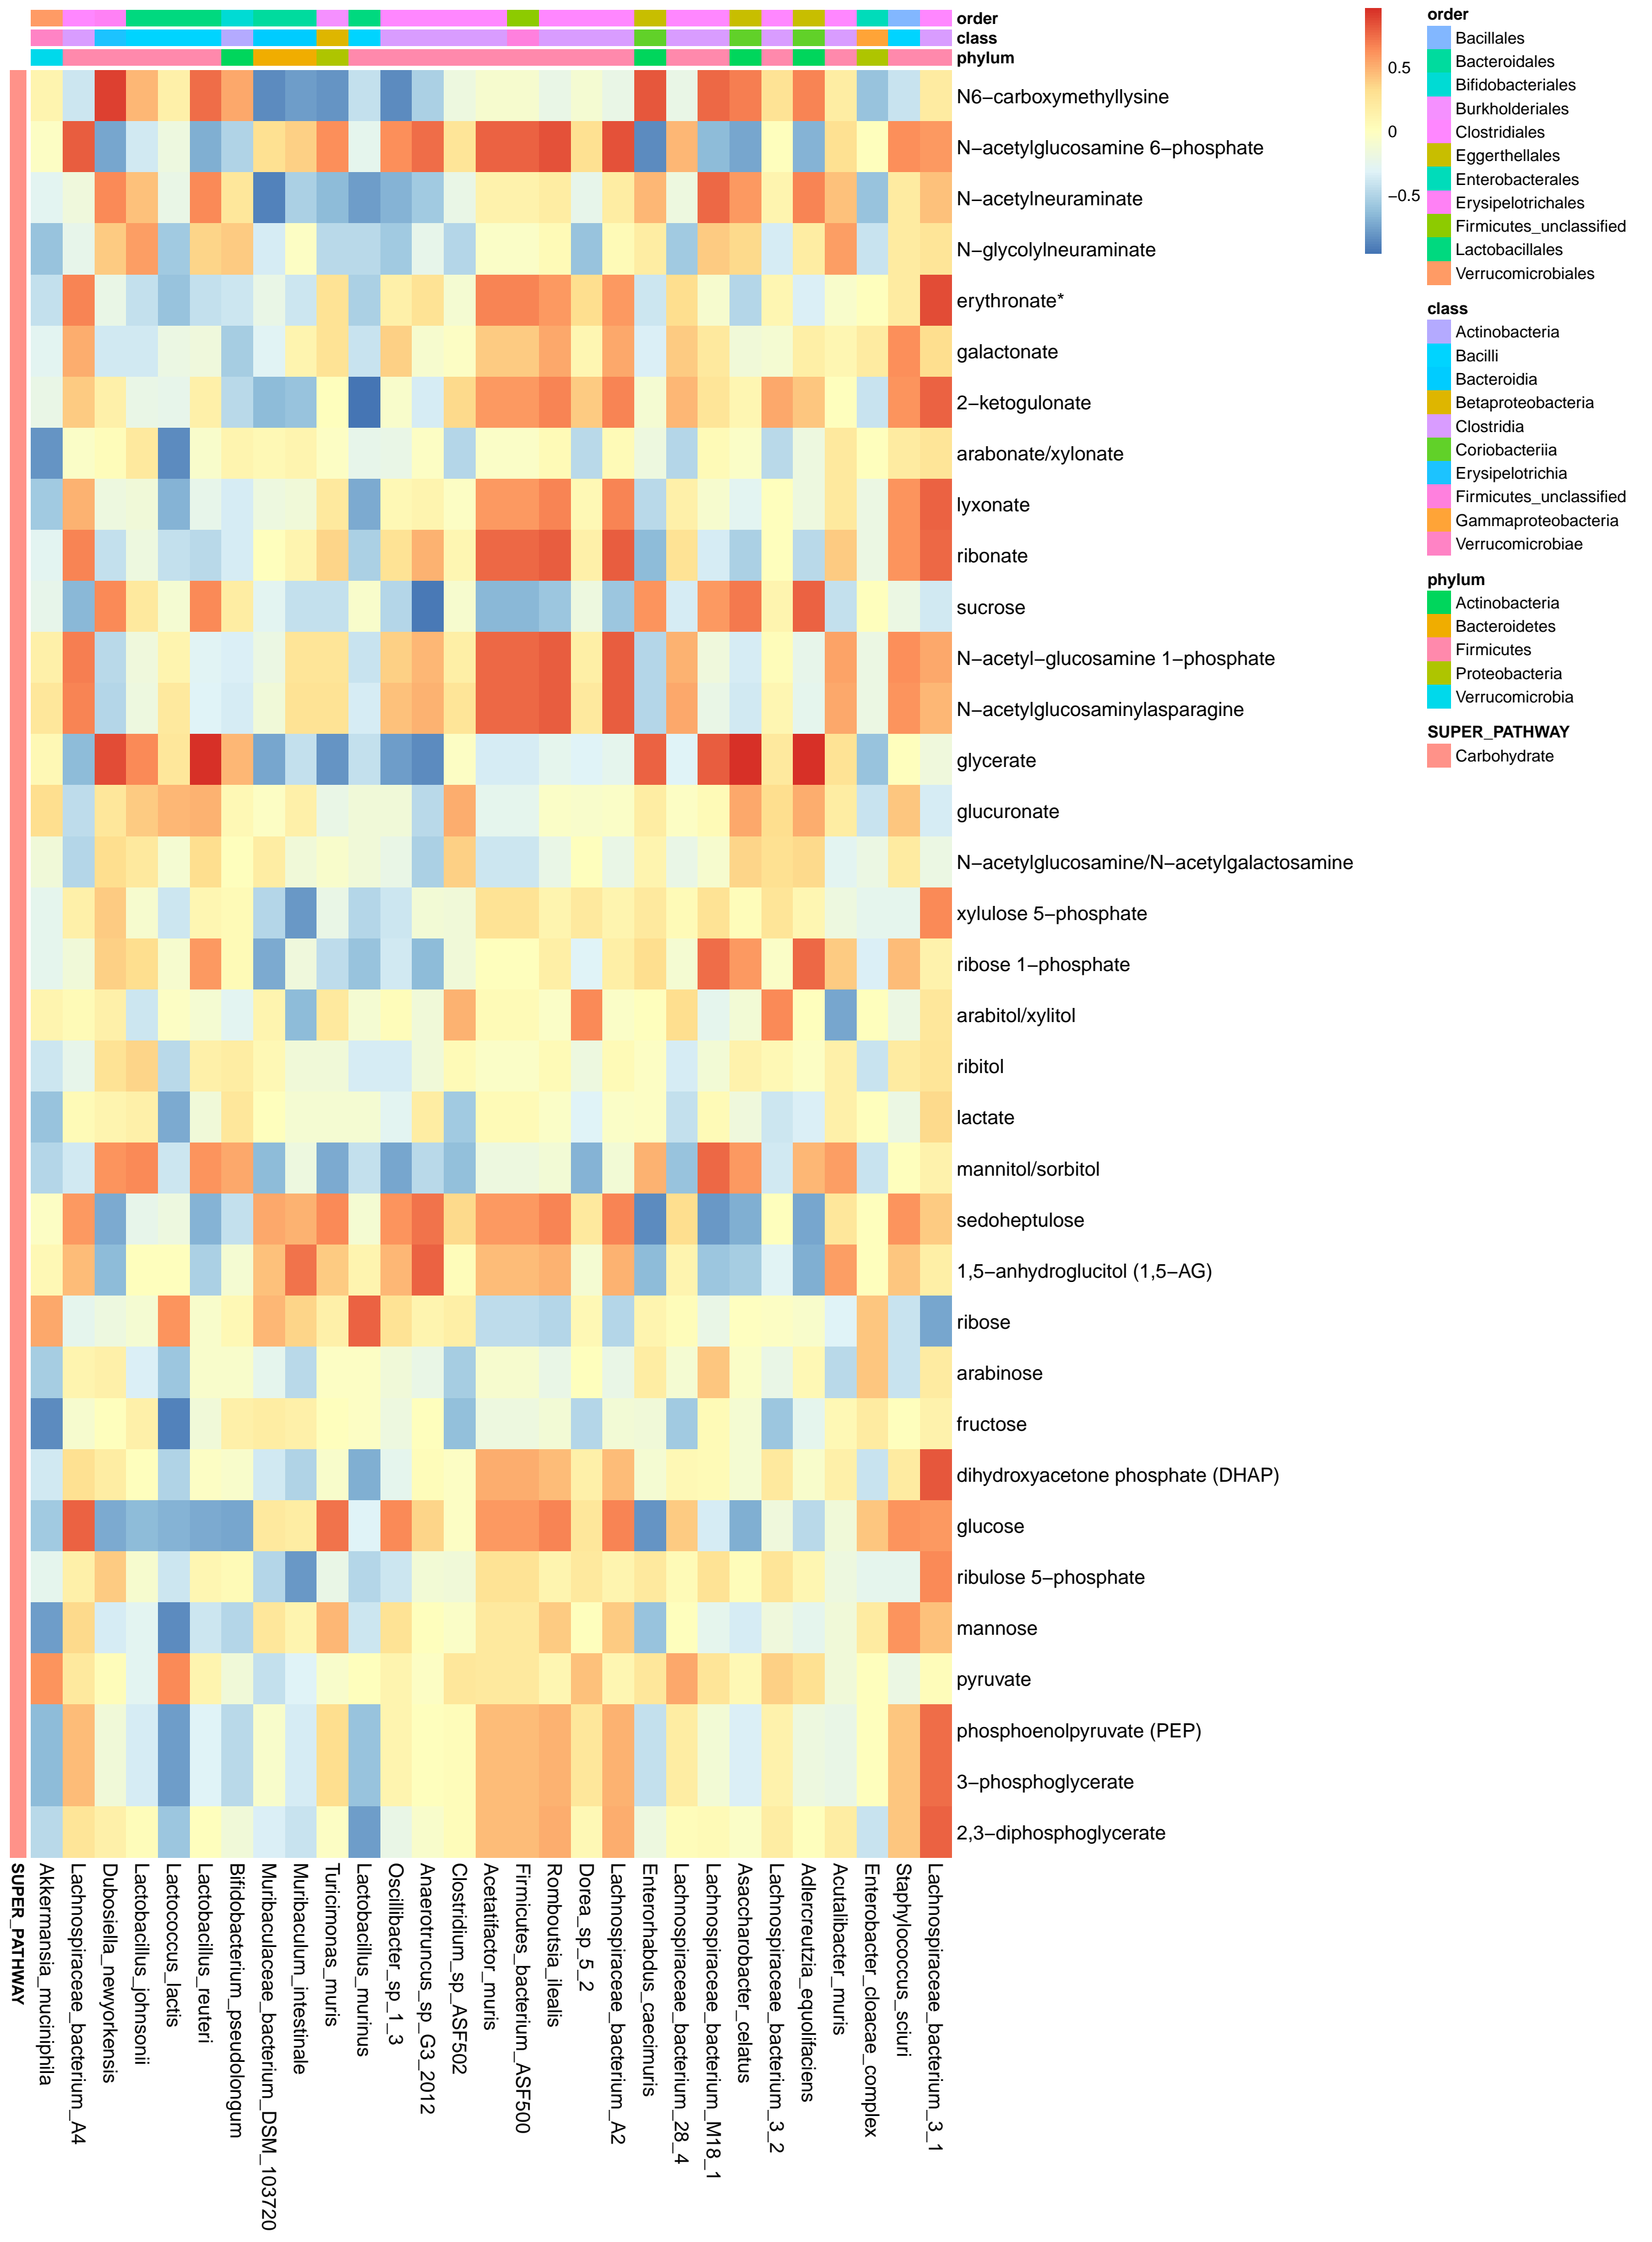 order
class
phylum
N6−carboxymethyllysine
N−acetylglucosamine 6−phosphate
N−acetylneuraminate
N−glycolylneuraminate
erythronate*
galactonate
2−ketogulonate
arabonate/xylonate
lyxonate
ribonate
sucrose
N−acetyl−glucosamine 1−phosphate
N−acetylglucosaminylasparagine
glycerate
glucuronate
N−acetylglucosamine/N−acetylgalactosamine
xylulose 5−phosphate
ribose 1−phosphate
arabitol/xylitol
ribitol
lactate
mannitol/sorbitol
sedoheptulose
1,5−anhydroglucitol (1,5−AG)
ribose
arabinose
fructose
dihydroxyacetone phosphate (DHAP)
glucose
ribulose 5−phosphate
mannose
pyruvate
phosphoenolpyruvate (PEP)
3−phosphoglycerate
2,3−diphosphoglycerate
SUPER_PATHWAY
Akkermansia_muciniphila
Lachnospiraceae_bacterium_A4
Dubosiella_newyorkensis
Lactobacillus_johnsonii
Lactococcus_lactis
Lactobacillus_reuteri
Bifidobacterium_pseudolongum
Muribaculaceae_bacterium_DSM_103720
Muribaculum_intestinale
Turicimonas_muris
Lactobacillus_murinus
Oscillibacter_sp_1_3
Anaerotruncus_sp_G3_2012
Clostridium_sp_ASF502
Acetatifactor_muris
Firmicutes_bacterium_ASF500
Romboutsia_ilealis
Dorea_sp_5_2
Lachnospiraceae_bacterium_A2
Enterorhabdus_caecimuris
Lachnospiraceae_bacterium_28_4
Lachnospiraceae_bacterium_M18_1
Asaccharobacter_celatus
Lachnospiraceae_bacterium_3_2
Adlercreutzia_equolifaciens
Acutalibacter_muris
Enterobacter_cloacae_complex
Staphylococcus_sciuri
Lachnospiraceae_bacterium_3_1
0.5
0
−0.5
order
Bacillales
Bacteroidales
Bifidobacteriales
Burkholderiales
Clostridiales
Eggerthellales
Enterobacterales
Erysipelotrichales
Firmicutes_unclassified
Lactobacillales
Verrucomicrobiales
class
Actinobacteria
Bacilli
Bacteroidia
Betaproteobacteria
Clostridia
Coriobacteriia
Erysipelotrichia
Firmicutes_unclassified
Gammaproteobacteria
Verrucomicrobiae
phylum
Actinobacteria
Bacteroidetes
Firmicutes
Proteobacteria
Verrucomicrobia
SUPER_PATHWAY
Carbohydrate